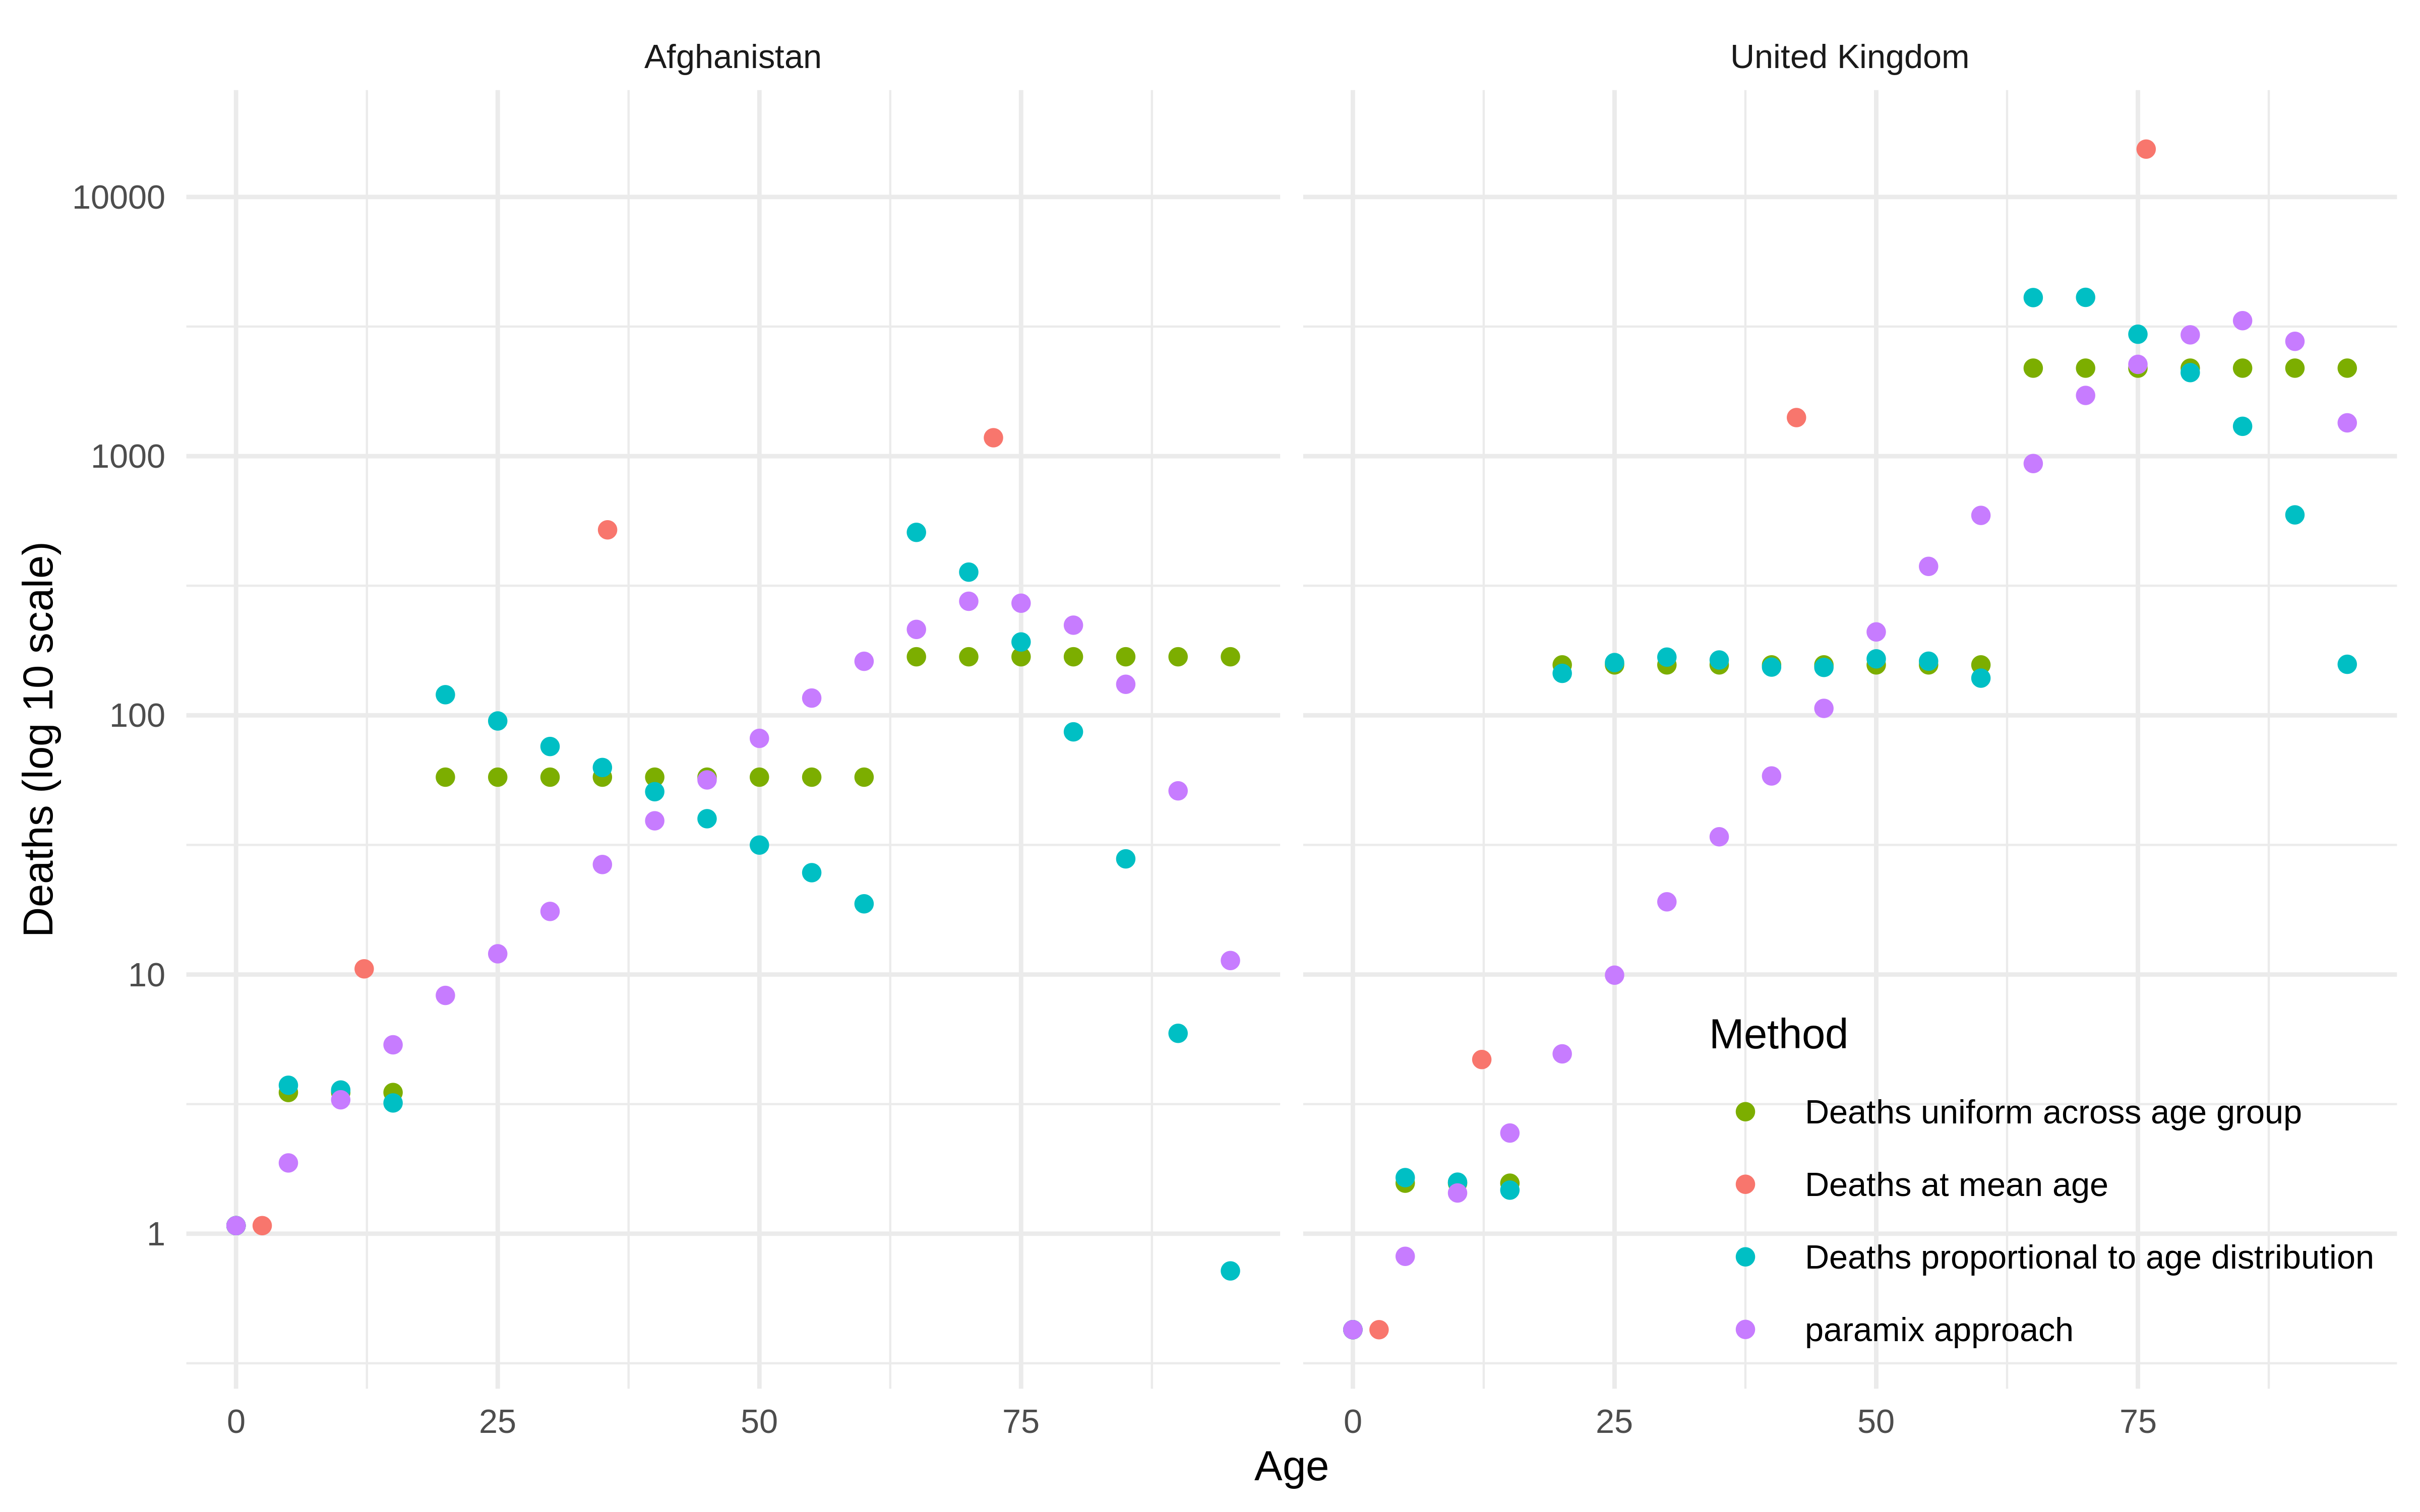 Afghanistan
United Kingdom
10000
1000
100
10
1
Deaths (log 10 scale)
Method
Deaths uniform across age group
Deaths at mean age
Deaths proportional to age distribution
paramix approach
0 25 50 75
0 25 50 75
Age